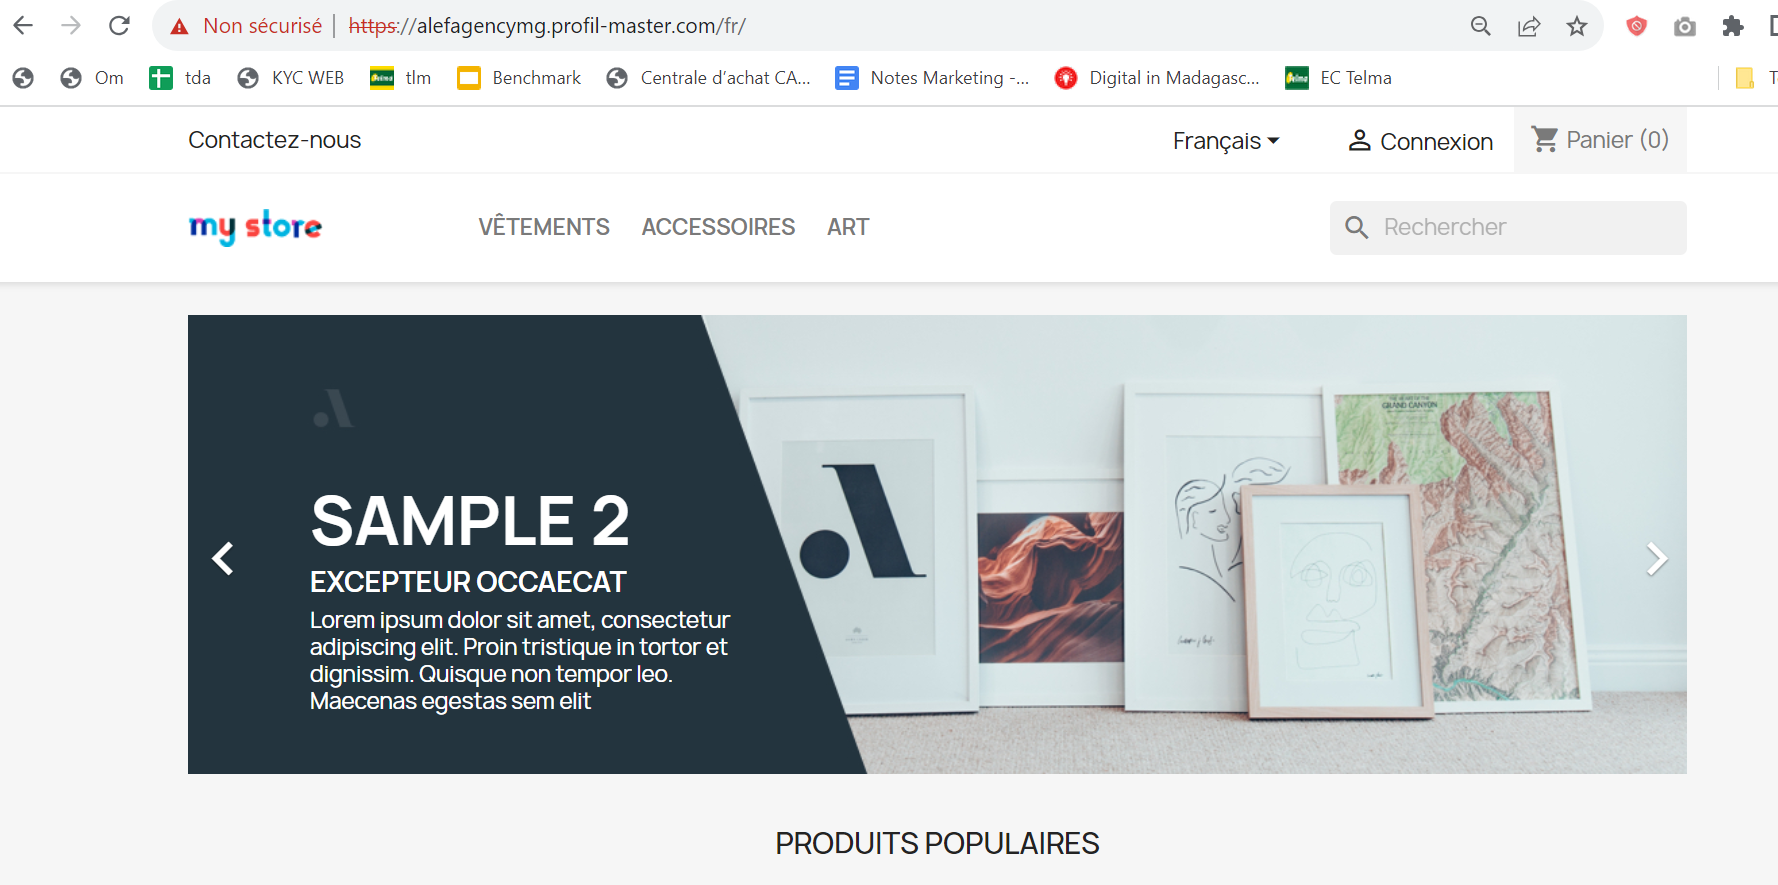 Non sécurisé | https://alefagencymg.profil-master.com/fr/
Om tda KYC WEB tlm Benchmark Centrale d'achat CA... Notes Marketing -... Digital in Madagasc... EC Telma
Contactez-nous Français Connexion Panier (0)
my store VÊTEMENTS ACCESSOIRES ART Rechercher
SAMPLE 2
EXCEPTEUR OCCAECAT
Lorem ipsum dolor sit amet, consectetur
adipiscing elit. Proin tristique in tortor et
dignissim. Quisque non tempor leo.
Maecenas egestas sem elit
GRAND CANYON
PRODUITS POPULAIRES